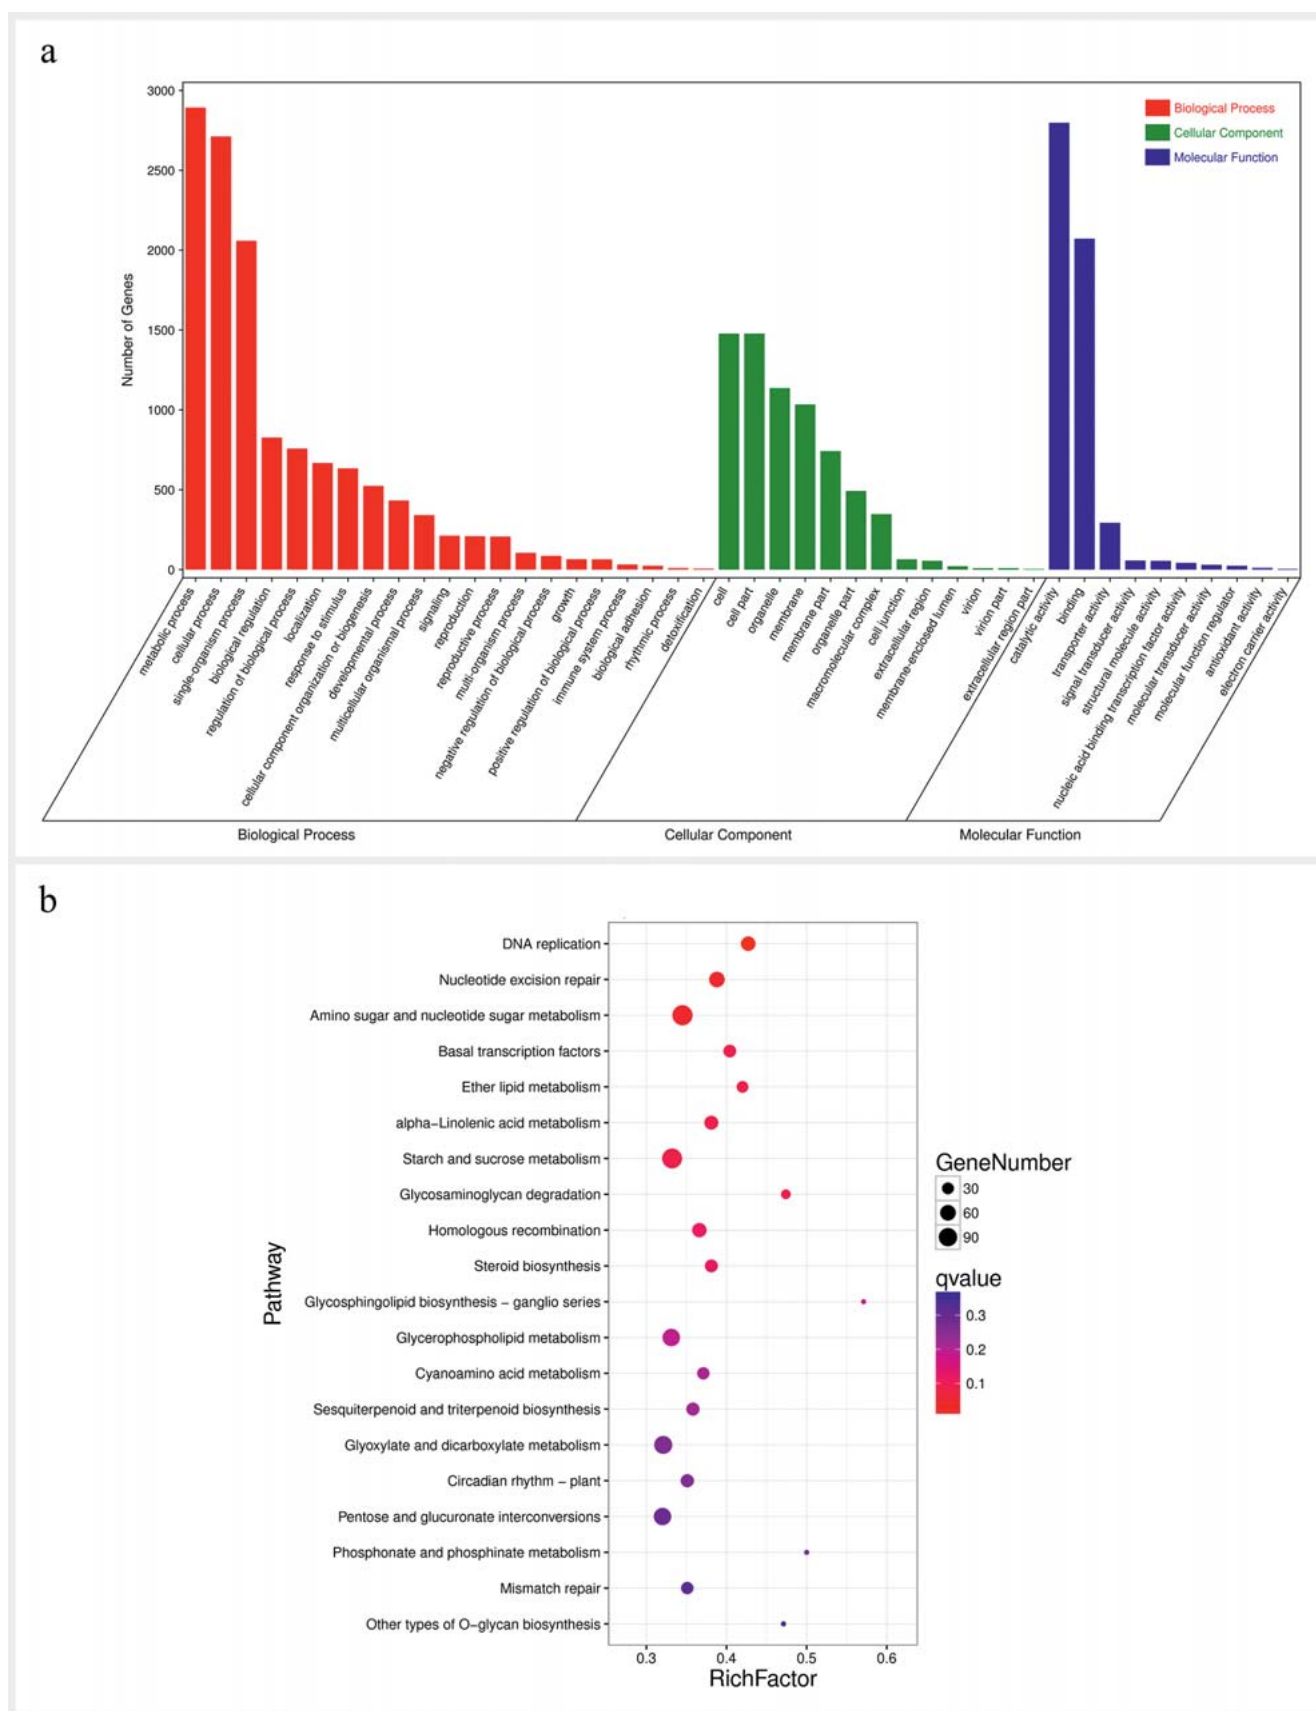 a
3000
2500
2000
1500
1000
500
0
Number of Genes
Biological Process
Cellular Component
Molecular Function
metabolic process
cellular process
single-organism process
biological regulation
regulation of biological process
localization
response to stimulus
cellular component organization or biogenesis
developmental process
multicellular organismal process
signaling
reproduction
reproductive process
multi-organism process
negative regulation of biological process
growth
positive regulation of biological process
immune system process
biological adhesion
rhythmic process
detoxification
cell
cell part
organelle
membrane
membrane part
organelle part
macromolecular complex
cell junction
extracellular region
membrane-enclosed lumen
virion
virion part
extracellular region part
catalytic activity
binding
transporter activity
signal transducer activity
structural molecule activity
nucleic acid binding transcription factor activity
molecular transducer activity
molecular function regulator
antioxidant activity
electron carrier activity
Biological Process
Cellular Component
Molecular Function
b
Pathway
DNA replication
Nucleotide excision repair
Amino sugar and nucleotide sugar metabolism
Basal transcription factors
Ether lipid metabolism
alpha−Linolenic acid metabolism
Starch and sucrose metabolism
Glycosaminoglycan degradation
Homologous recombination
Steroid biosynthesis
Glycosphingolipid biosynthesis − ganglio series
Glycerophospholipid metabolism
Cyanoamino acid metabolism
Sesquiterpenoid and triterpenoid biosynthesis
Glyoxylate and dicarboxylate metabolism
Circadian rhythm − plant
Pentose and glucuronate interconversions
Phosphonate and phosphinate metabolism
Mismatch repair
Other types of O−glycan biosynthesis
0.3
0.4
0.5
0.6
RichFactor
GeneNumber
30
60
90
qvalue
0.3
0.2
0.1